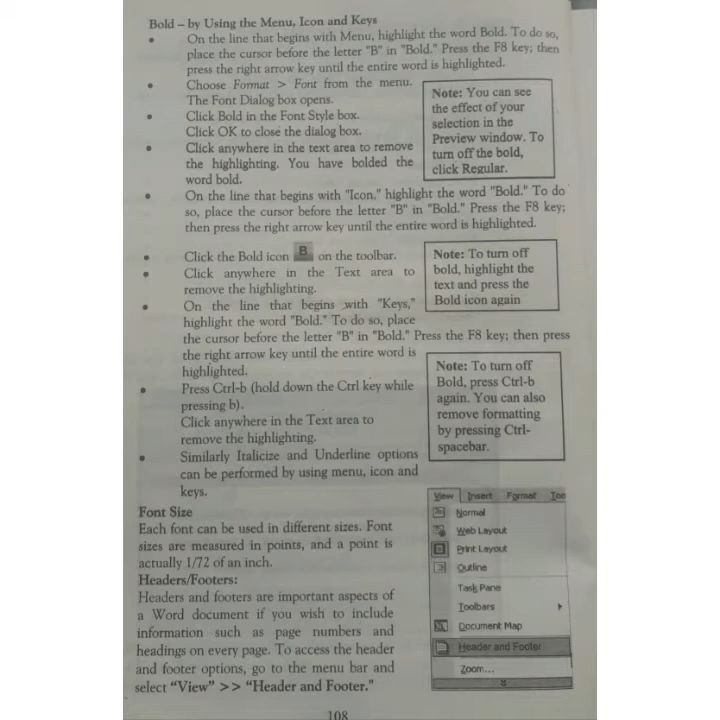 Bold – by Using the Menu, Icon and Keys
• On the line that begins with Menu, highlight the word Bold. To do so,
place the cursor before the letter "B" in "Bold." Press the F8 key; then
press the right arrow key until the entire word is highlighted.
• Choose Format > Font from the menu.
The Font Dialog box opens.
• Click Bold in the Font Style box.
Click OK to close the dialog box.
• Click anywhere in the text area to remove
the highlighting. You have bolded the
word bold.
Note: You can see
the effect of your
selection in the
Preview window. To
turn off the bold,
click Regular.
• On the line that begins with "Icon," highlight the word "Bold." To do
so, place the cursor before the letter "B" in "Bold." Press the F8 key;
then press the right arrow key until the entire word is highlighted.
• Click the Bold icon B on the toolbar.
• Click anywhere in the Text area to
remove the highlighting.
Note: To turn off
bold, highlight the
text and press the
Bold icon again
• On the line that begins with "Keys,"
highlight the word "Bold." To do so, place
the cursor before the letter "B" in "Bold." Press the F8 key; then press
the right arrow key until the entire word is
highlighted.
• Press Ctrl-b (hold down the Ctrl key while
pressing b).
Click anywhere in the Text area to
remove the highlighting.
Note: To turn off
Bold, press Ctrl-b
again. You can also
remove formatting
by pressing Ctrl-
spacebar.
• Similarly Italicize and Underline options
can be performed by using menu, icon and
keys.
Font Size
Each font can be used in different sizes. Font
sizes are measured in points, and a point is
actually 1/72 of an inch.
Headers/Footers:
Headers and footers are important aspects of
a Word document if you wish to include
information such as page numbers and
headings on every page. To access the header
and footer options, go to the menu bar and
select "View" >> "Header and Footer."
View Insert Format Too
Normal
Web Layout
Print Layout
Outline
Task Pane
Toolbars
Document Map
Header and Footer
Zoom...
108